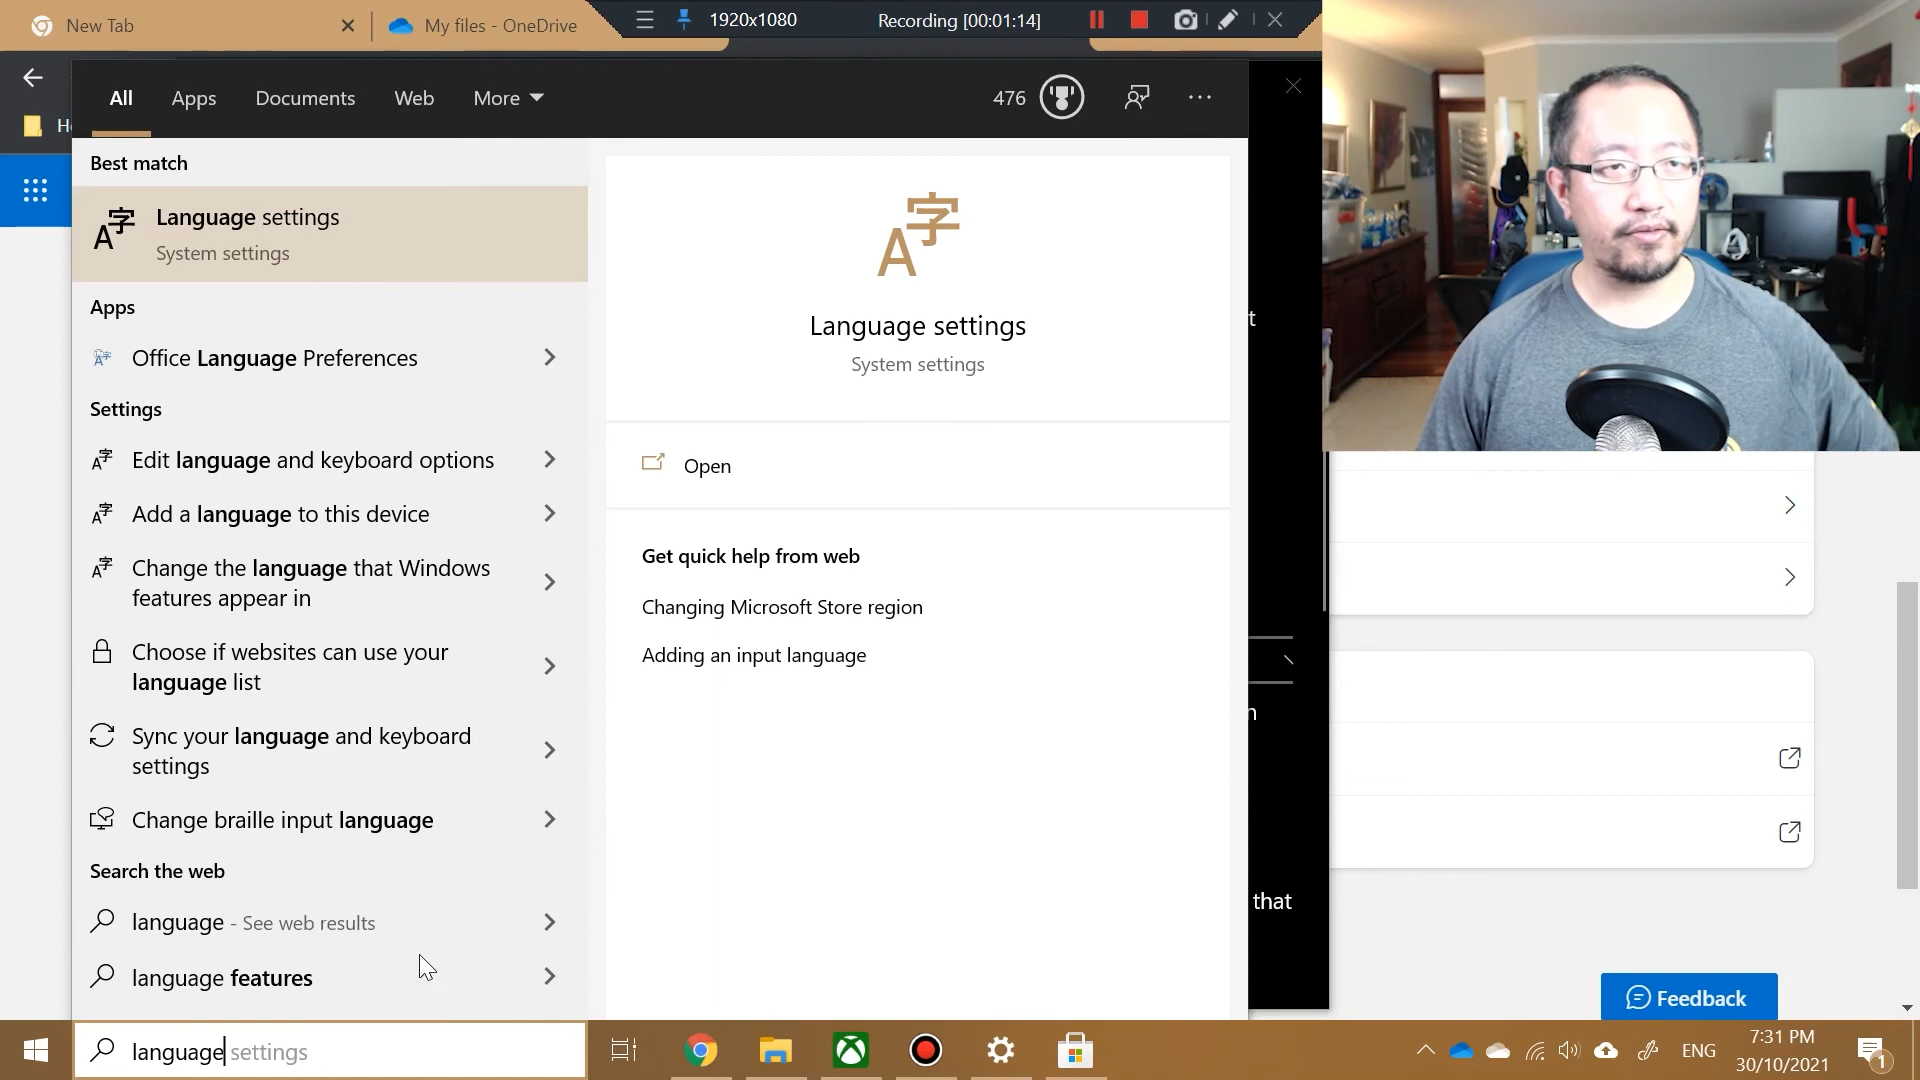 New Tab
My files - OneDrive
1920x1080
Recording [00:01:14]
All
Apps
Documents
Web
More
476
Best match
Language settings
System settings
Apps
Office Language Preferences
Settings
Edit language and keyboard options
Add a language to this device
Change the language that Windows
features appear in
Choose if websites can use your
language list
Sync your language and keyboard
settings
Change braille input language
Search the web
language - See web results
language features
language settings
A字
Language settings
System settings
Open
Get quick help from web
Changing Microsoft Store region
Adding an input language
that
Feedback
ENG
7:31 PM
30/10/2021
1